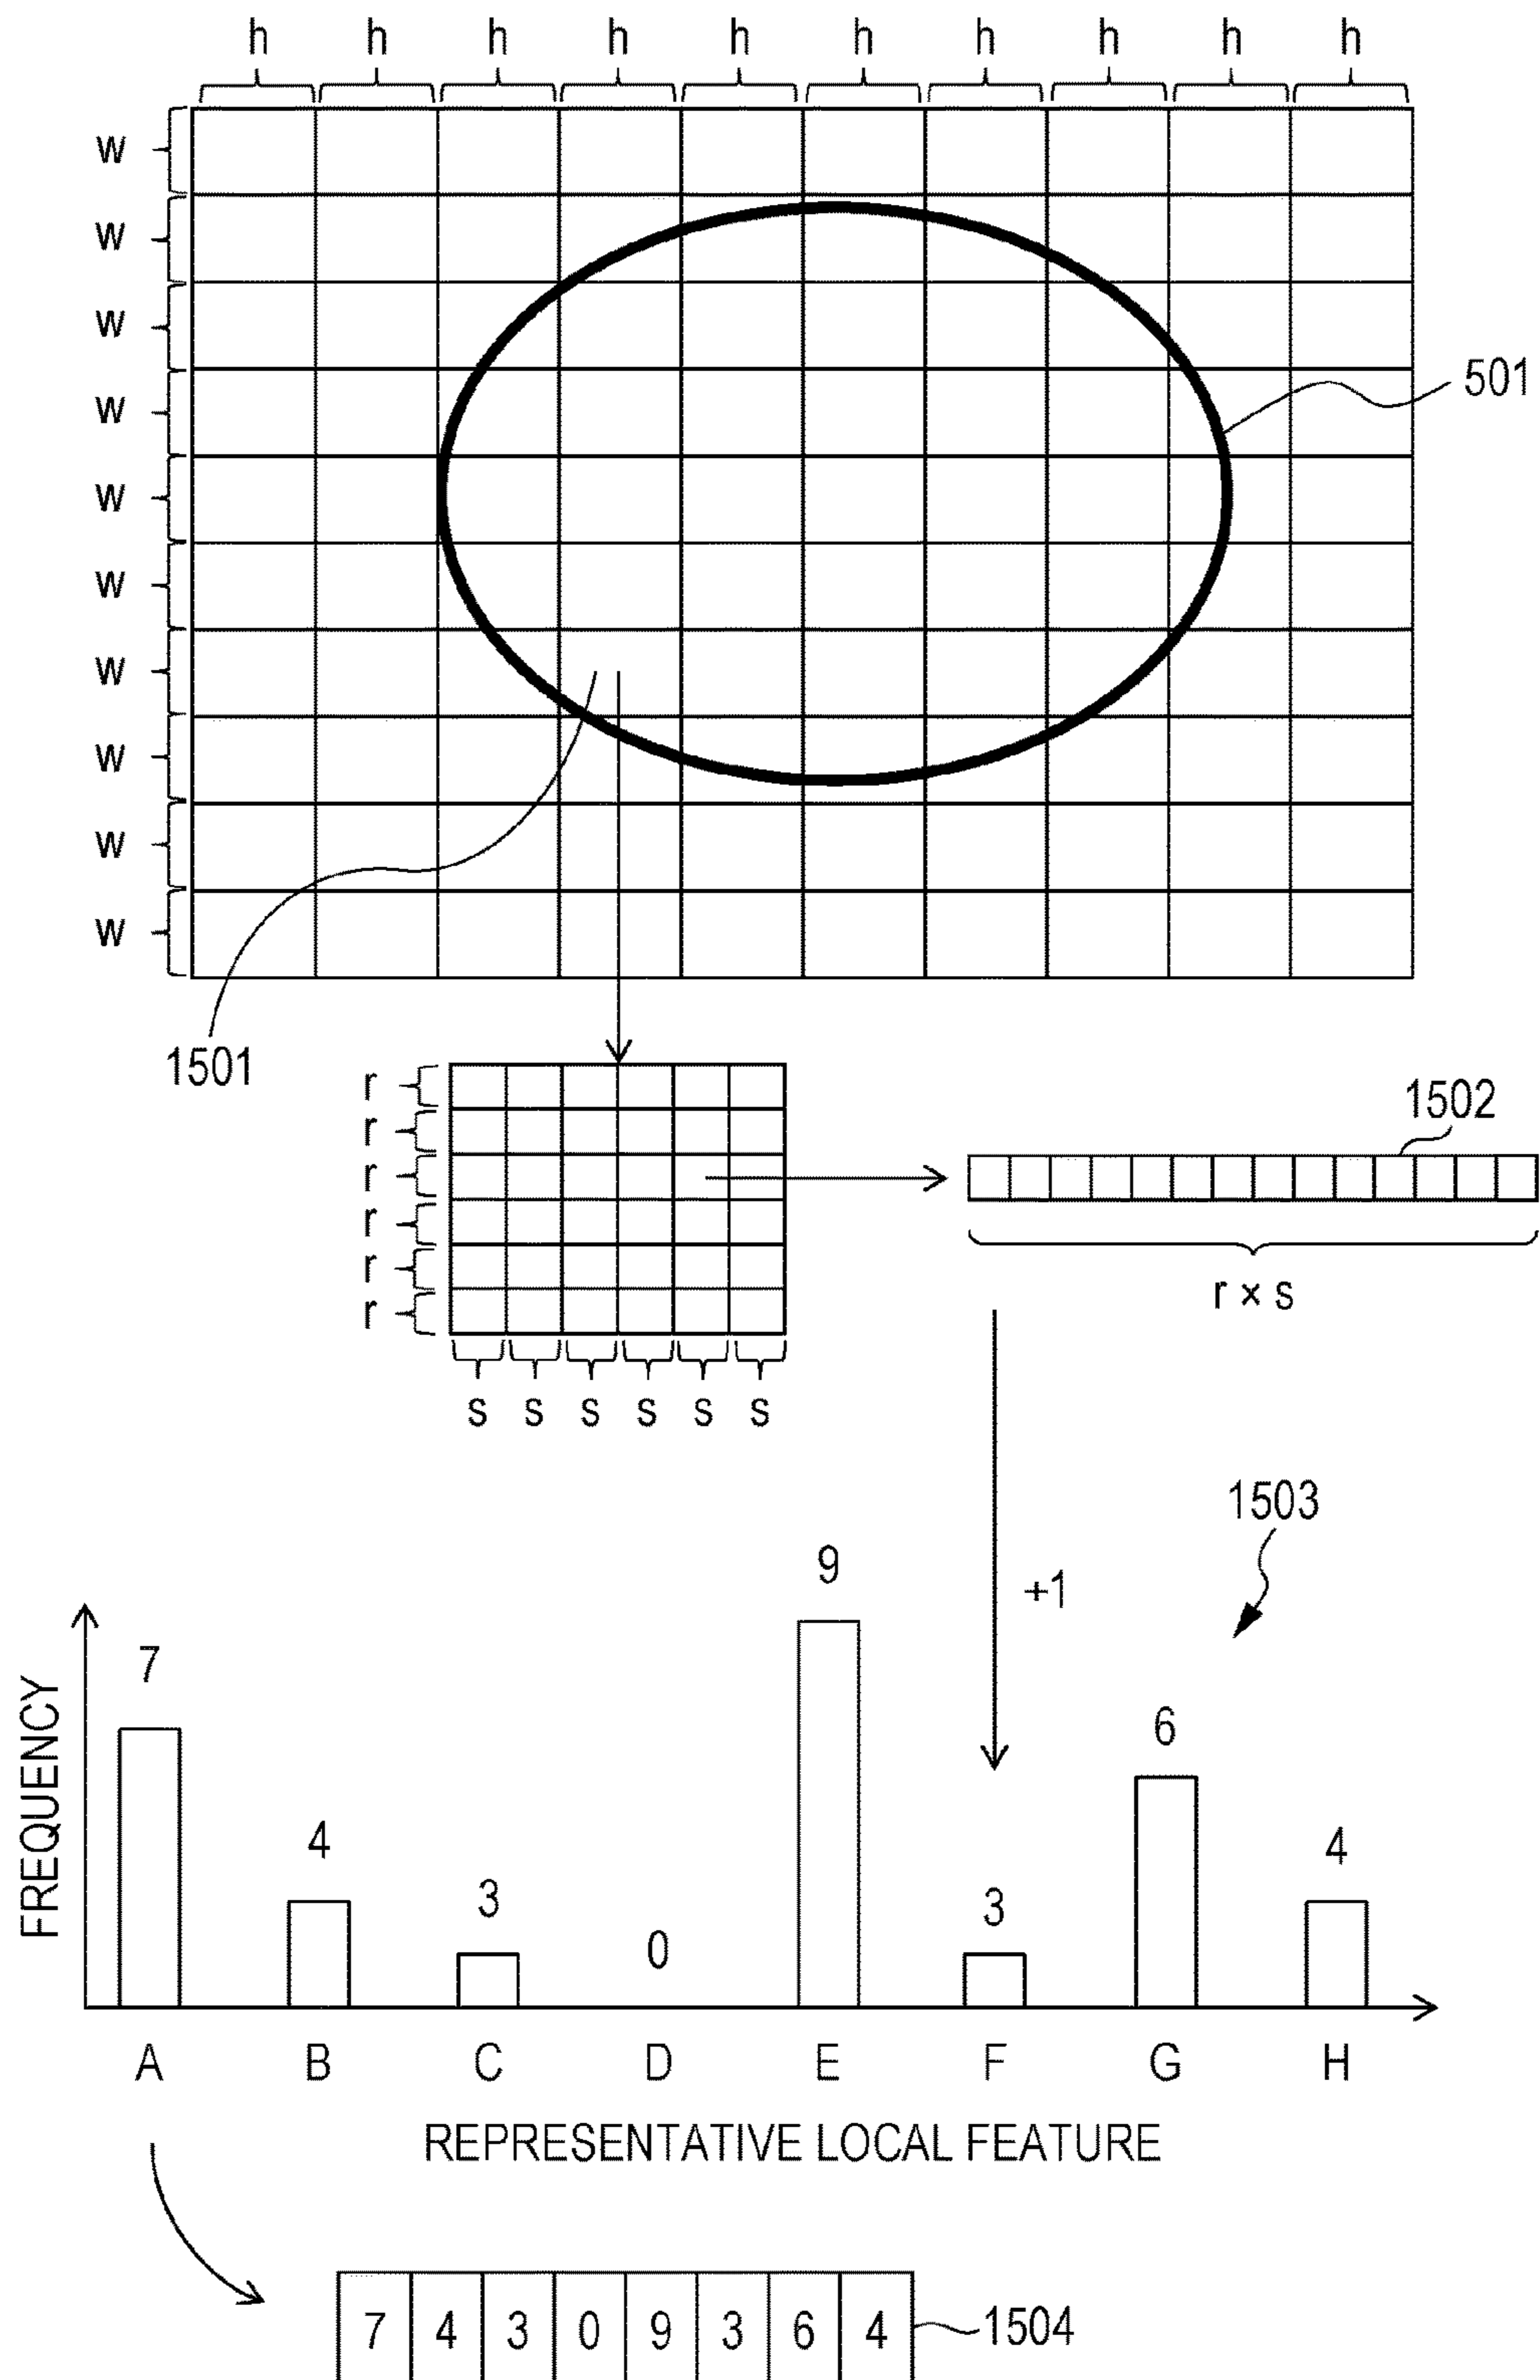 h h h h h h h h h h
w
w
w
w
501
w
w
w
w
w
w
1501
r
r
r
r
r
r
1502
r × s
s s s s s s
1503
+1
9
7
6
4
4
3
3
0
FREQUENCY
A B C D E F G H
REPRESENTATIVE LOCAL FEATURE
7 4 3 0 9 3 6 4
1504